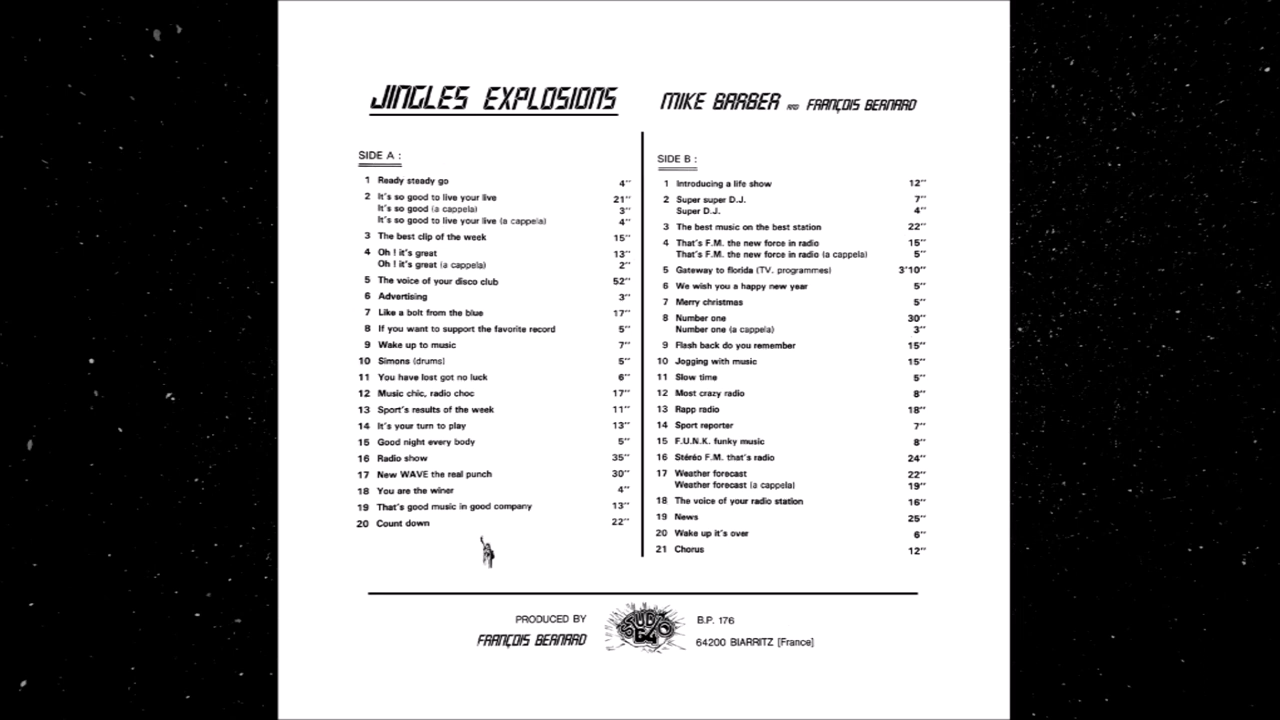 JINGLES EXPLOSIONS
MIKE BARBER AND FRANÇOIS BERNARD
SIDE A :
1 Ready steady go 4"
2 It's so good to live your live 21"
It's so good (a cappela) 3"
It's so good to live your live (a cappela) 4"
3 The best clip of the week 15"
4 Oh ! it's great 13"
Oh ! it's great (a cappela) 2"
5 The voice of your disco club 52"
6 Advertising 3"
7 Like a bolt from the blue 17"
8 If you want to support the favorite record 5"
9 Wake up to music 7"
10 Simons (drums) 5"
11 You have lost got no luck 6"
12 Music chic, radio choc 17"
13 Sport's results of the week 11"
14 It's your turn to play 13"
15 Good night every body 5"
16 Radio show 35"
17 New WAVE the real punch 30"
18 You are the winer 4"
19 That's good music in good company 13"
20 Count down 22"
SIDE B :
1 Introducing a life show 12"
2 Super super D.J. 7"
Super D.J. 4"
3 The best music on the best station 22"
4 That's F.M. the new force in radio 15"
That's F.M. the new force in radio (a cappela) 5"
5 Gateway to florida (TV. programmes) 3'10"
6 We wish you a happy new year 5"
7 Merry christmas 5"
8 Number one 30"
Number one (a cappela) 3"
9 Flash back do you remember 15"
10 Jogging with music 15"
11 Slow time 5"
12 Most crazy radio 8"
13 Rapp radio 18"
14 Sport reporter 7"
15 F.U.N.K. funky music 8"
16 Stéréo F.M. that's radio 24"
17 Weather forecast 22"
Weather forecast (a cappela) 19"
18 The voice of your radio station 16"
19 News 25"
20 Wake up it's over 6"
21 Chorus 12"
PRODUCED BY
FRANÇOIS BERNARD
STUDIO
64
B.P. 176
64200 BIARRITZ [France]